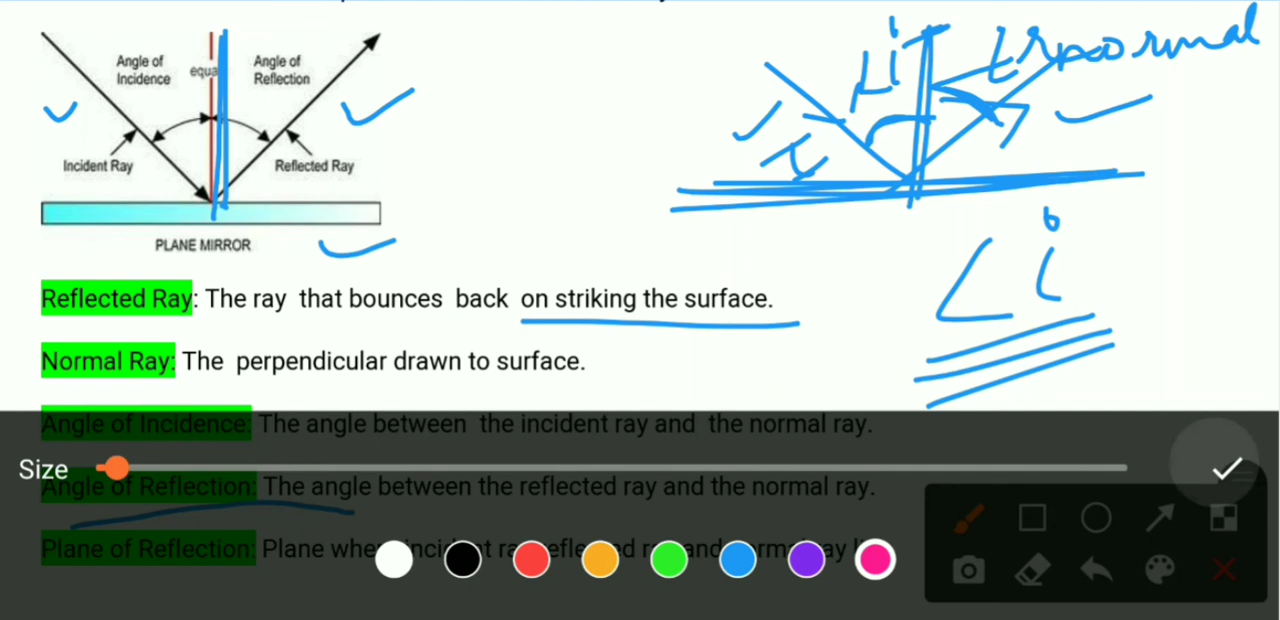 Angle of
Incidence
equa
Angle of
Reflection
Incident Ray
Reflected Ray
PLANE MIRROR
normal
∠i
∠i
Reflected Ray: The ray that bounces back on striking the surface.
Normal Ray: The perpendicular drawn to surface.
Angle of Incidence: The angle between the incident ray and the normal ray.
Size
Angle of Reflection: The angle between the reflected ray and the normal ray.
Plane of Reflection: Plane